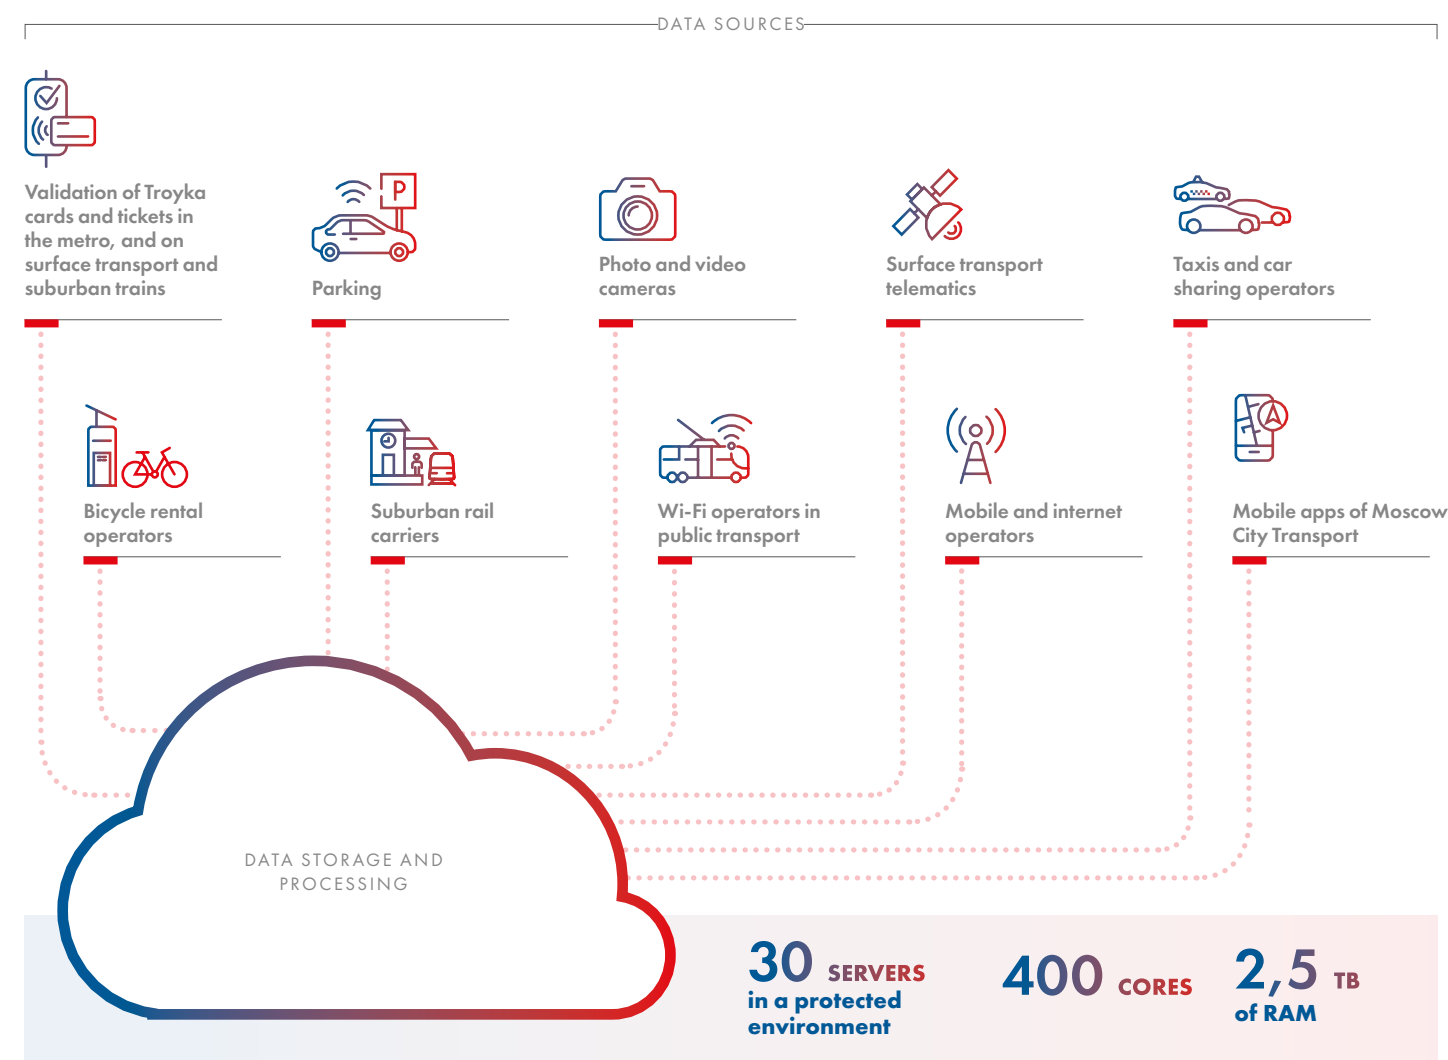 DATA SOURCES
Validation of Troyka
cards and tickets in
the metro, and on
surface transport and
suburban trains
P
Parking
Photo and video
cameras
Surface transport
telematics
Taxis and car
sharing operators
Bicycle rental
operators
Suburban rail
carriers
Wi-Fi operators in
public transport
Mobile and internet
operators
Mobile apps of Moscow
City Transport
DATA STORAGE AND
PROCESSING
30 SERVERS
in a protected
environment
400 CORES
2,5 TB
of RAM